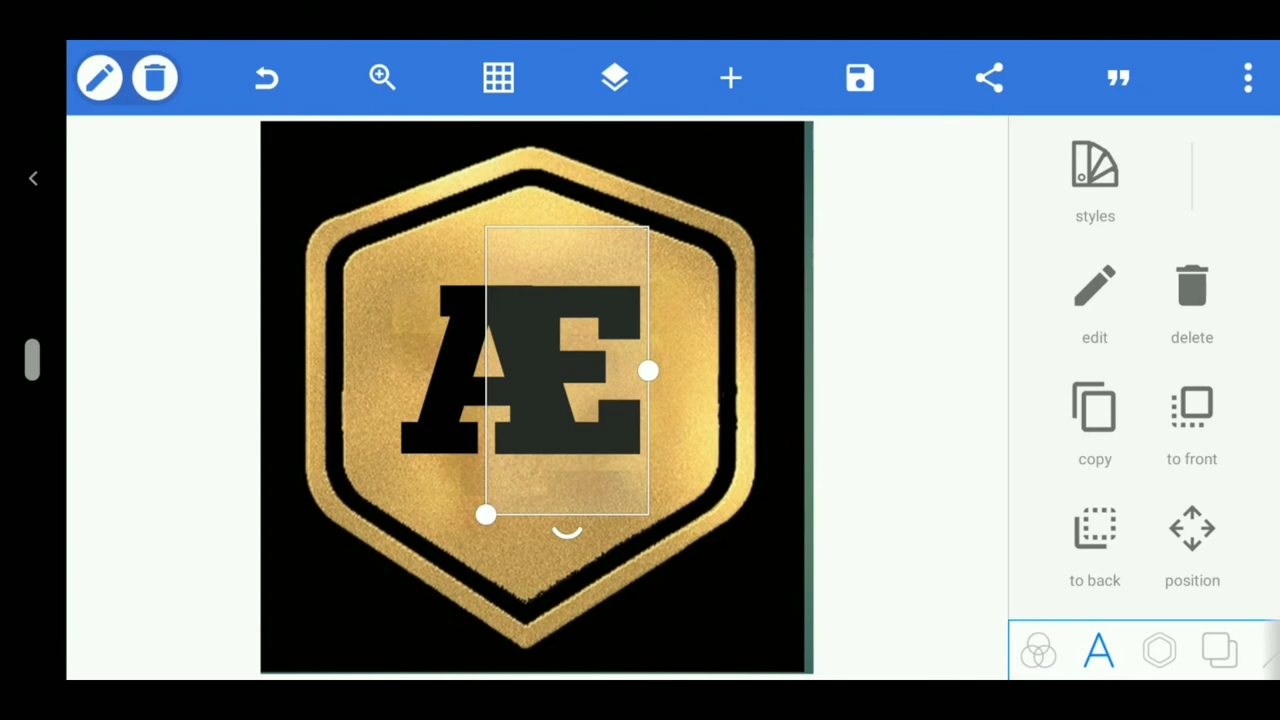 styles
AE
edit
delete
copy
to front
to back
position